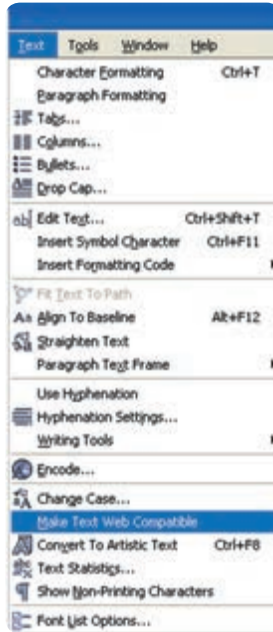 Text Tools Window Help
Character Formatting Ctrl+T
Paragraph Formatting
Tabs...
Columns...
Bullets...
Drop Cap...
ab| Edit Text... Ctrl+Shift+T
Insert Symbol Character Ctrl+F11
Insert Formatting Code
Fit Text To Path
Aa Align To Baseline Alt+F12
Straighten Text
Paragraph Text Frame
Use Hyphenation
Hyphenation Settings...
Writing Tools
Encode...
Change Case...
Make Text Web Compatible
Convert To Artistic Text Ctrl+F8
Text Statistics...
Show Non-Printing Characters
Font List Options...